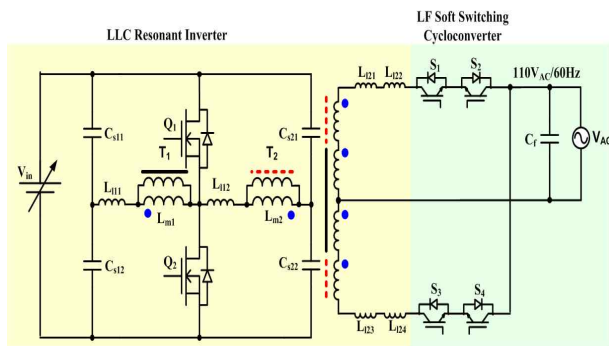 LLC Resonant Inverter
LF Soft Switching
Cycloconverter
Ll21 Ll22
S1 S2
110VAC/60Hz
Q1
Cs11
T1
T2
Cs21
Vin
Ll11
Lm1
Ll12
Lm2
Cf
VAC
Cs12
Q2
Cs22
S3 S4
Ll23 Ll24